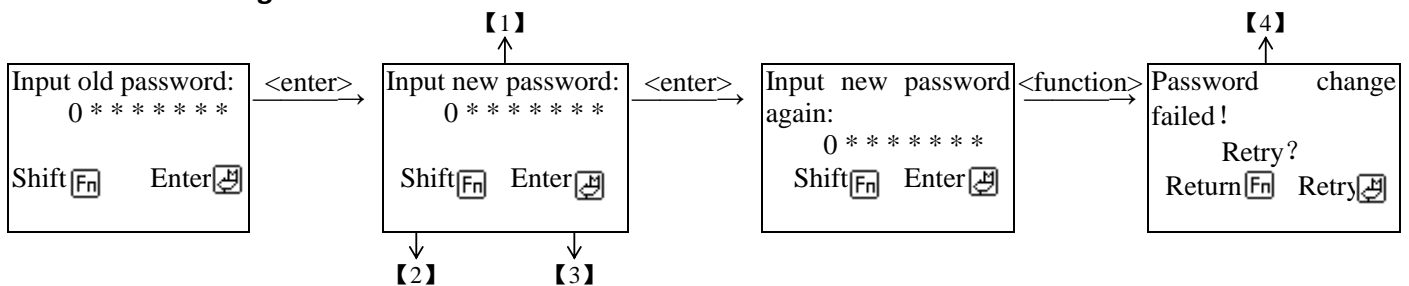 【1】
【4】
Input old password:
0 * * * * * * *
Shift Fn Enter
<enter>
Input new password:
0 * * * * * * *
Shift Fn Enter
【2】
【3】
<enter>
Input new password
again:
0 * * * * * * *
Shift Fn Enter
<function>
Password change
failed！
Retry？
Return Fn Retry